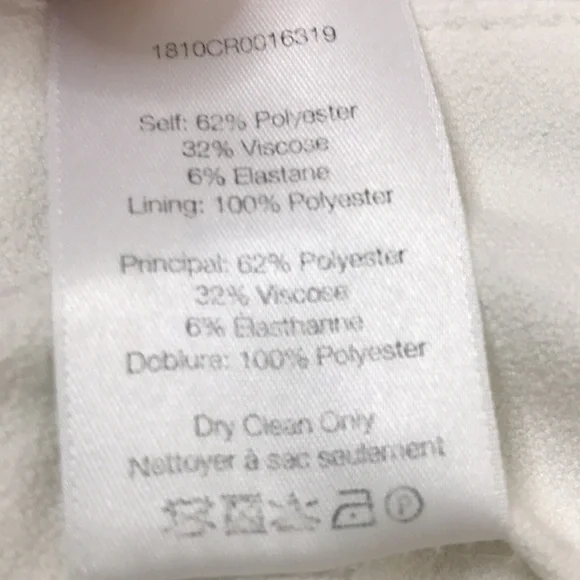 1810CR0016319
Self: 62% Polyester
32% Viscose
6% Elastane
Lining: 100% Polyester
Principal: 62% Polyester
32% Viscose
6% Elasthanne
Doblure: 100% Polyester
Dry Clean Only
Nettoyer à sac seulement
P